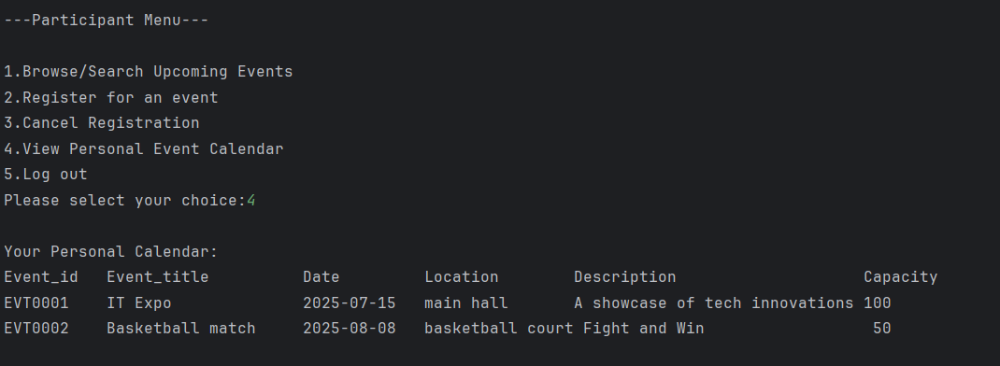 ---Participant Menu---
1.Browse/Search Upcoming Events
2.Register for an event
3.Cancel Registration
4.View Personal Event Calendar
5.Log out
Please select your choice:4
Your Personal Calendar:
Event_id   Event_title          Date         Location        Description                    Capacity
EVT0001    IT Expo              2025-07-15   main hall       A showcase of tech innovations 100
EVT0002    Basketball match     2025-08-08   basketball court Fight and Win                  50